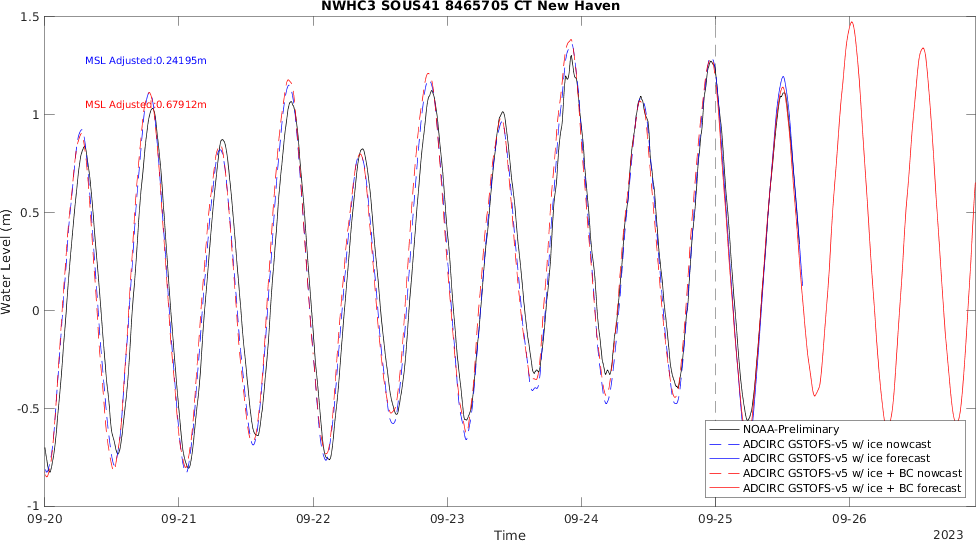 NWHC3 SOUS41 8465705 CT New Haven
1.5
MSL Adjusted:0.24195m
MSL Adjusted:0.67912m
1
0.5
0
-0.5
-1
Water Level (m)
NOAA-Preliminary
ADCIRC GSTOFS-v5 w/ ice nowcast
ADCIRC GSTOFS-v5 w/ ice forecast
ADCIRC GSTOFS-v5 w/ ice + BC nowcast
ADCIRC GSTOFS-v5 w/ ice + BC forecast
09-20 09-21 09-22 09-23 09-24 09-25 09-26
Time
2023